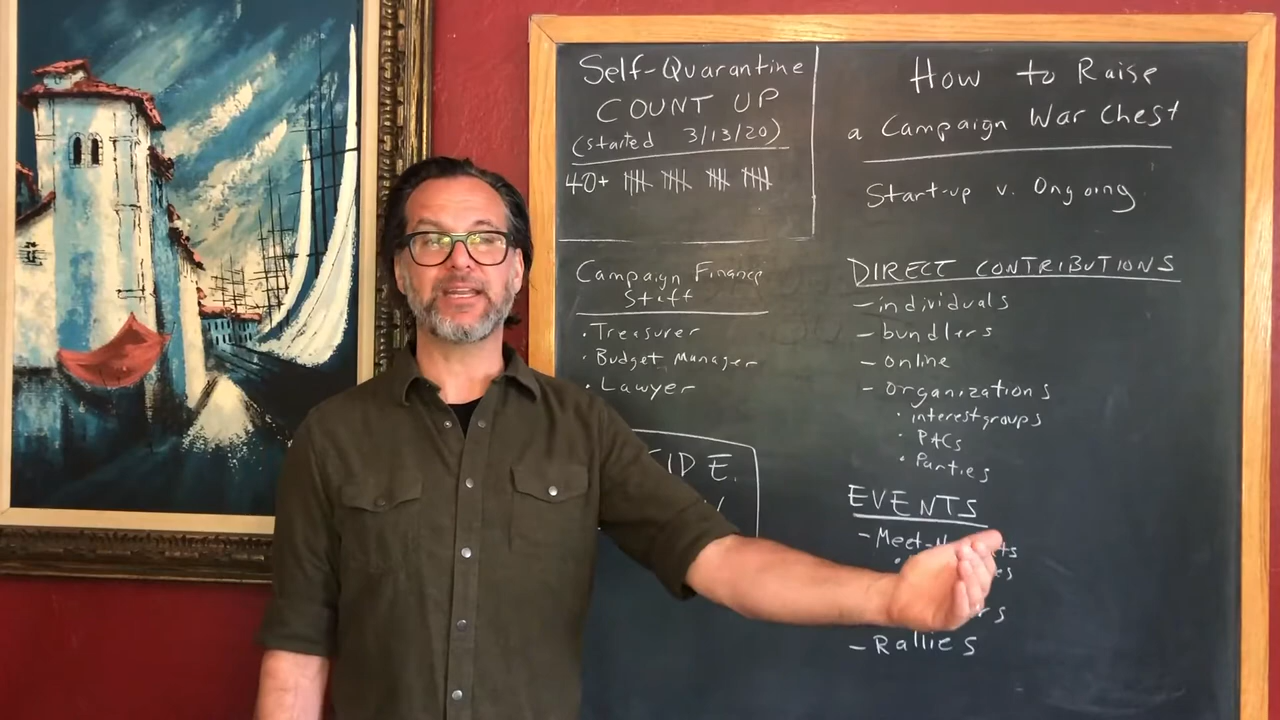 Self-Quarantine
COUNT UP
(started 3/13/20)
40+
Campaign Finance
Staff
• Treasurer
• Budget Manager
• Lawyer
E.
How to Raise
a Campaign War Chest
Start-up v. Ongoing
DIRECT CONTRIBUTIONS
- individuals
- bundlers
- online
- Organizations
• interest groups
• PACs
• Parties
EVENTS
- Rallies